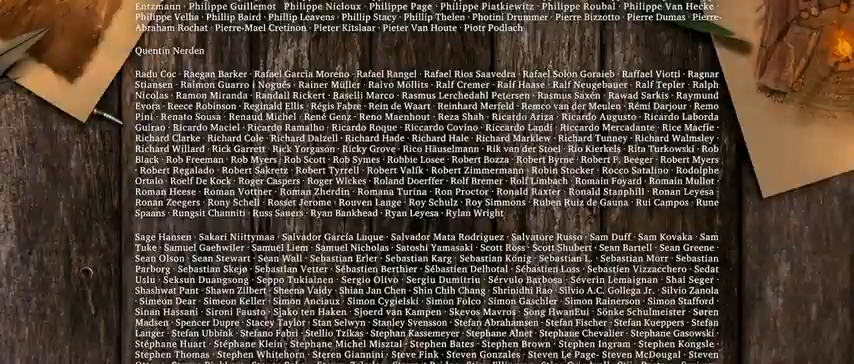 Entzmann · Philippe Guillemot · Philippe Nicloux · Philippe Page · Philippe Piatkiewitz · Philippe Roubal · Philippe Van Hecke ·
Philippe Velha · Phillip Baird · Phillip Leavens · Phillip Stacy · Phillip Thelen · Photini Drummer · Pierre Bizzotto · Pierre Dumas · Pierre-
Abraham Rochat · Pierre-Mael Cretinon · Pieter Kitslaar · Pieter Van Houte · Piotr Podlach
Quentin Nerden
Radu Coc · Raegan Barker · Rafael Garcia Moreno · Rafael Rangel · Rafael Rios Saavedra · Rafael Solon Goraieb · Raffael Viotti · Ragnar
Stiansen · Raimon Guarro i Nogués · Rainer Müller · Raivo Möllits · Ralf Cremer · Ralf Haase · Ralf Neugebauer · Ralf Tepler · Ralph
Nicolas · Ramon Miranda · Randall Rickert · Raselli Marco · Rasmus Lerchedahl Petersen · Rasmus Saxén · Rawad Sarkis · Raymund
Evora · Reece Robinson · Reginald Ellis · Régis Fabre · Rein de Waart · Reinhard Merfeld · Remco van der Meulen · Rémi Darjour · Remo
Pini · Renato Sousa · Renaud Michel · René Genz · Reno Maenhout · Reza Shah · Ricardo Ariza · Ricardo Augusto · Ricardo Laborda
Guirao · Ricardo Maciel · Ricardo Ramalho · Ricardo Roque · Riccardo Covino · Riccardo Landi · Riccardo Mercadante · Rice Macfie ·
Richard Clarke · Richard Cole · Richard Dalzell · Richard Hade · Richard Hale · Richard Marklew · Richard Tunney · Richard Walmsley ·
Richard Willard · Rick Garrett · Rick Yorgason · Ricky Grove · Rico Häuselmann · Rik van der Stoel · Rio Kierkels · Rita Turkowski · Rob
Black · Rob Freeman · Rob Myers · Rob Scott · Rob Symes · Robbie Losee · Robert Bozza · Robert Byrne · Robert F. Beeger · Robert Myers
· Robert Regalado · Robert Sakretz · Robert Tyrrell · Robert Valik · Robert Zimmermann · Robin Stocker · Rocco Satalino · Rodolphe
Ortalo · Roelf De Kock · Roger Caspers · Roger Wickes · Roland Doerffer · Rolf Bremer · Rolf Limbach · Romain Foyard · Romain Mullot ·
Roman Heese · Roman Vottner · Roman Zherdin · Romana Turina · Ron Proctor · Ronald Raxter · Ronald Stanphill · Ronan Leyesa ·
Ronan Zeegers · Rony Schell · Rosset Jerome · Rouven Lange · Roy Schulz · Roy Simmons · Ruben Ruiz de Gauna · Rui Campos · Rune
Spaans · Rungsit Channiti · Russ Sauers · Ryan Bankhead · Ryan Leyesa · Rylan Wright
Sage Hansen · Sakari Niittymaa · Salvador García Luque · Salvador Mata Rodriguez · Salvatore Russo · Sam Duff · Sam Kovaka · Sam
Tuke · Samuel Gaehwiler · Samuel Liem · Samuel Nicholas · Satoshi Yamasaki · Scott Ross · Scott Shubert · Sean Bartell · Sean Greene ·
Sean Olson · Sean Stewart · Sean Wall · Sebastian Erler · Sebastian Karg · Sebastian König · Sebastian L. · Sebastian Mörr · Sebastian
Parborg · Sebastian Skejø · Sebastian Vetter · Sébastien Berthier · Sébastien Delhotal · Sébastien Loss · Sebastien Vizzacchero · Sedat
Uslu · Seksun Duangsong · Seppo Tukiainen · Sergio Olivo · Sergiu Dumitriu · Sérvulo Barbosa · Séverin Lemaignan · Shai Seger ·
Shashwat Pant · Shawn Zilbert · Sheena Vaidy · Shian Jan Chen · Shin Chih Chang · Shrinidhi Rao · Silvio A.C. Gollega Jr. · Silvio Zanola
· Simeon Dear · Simeon Keller · Simon Anciaux · Simon Cygielski · Simon Folco · Simon Gaschler · Simon Rainerson · Simon Stafford ·
Sinan Hassani · Sironi Fausto · Sjako ten Haken · Sjoerd van Kampen · Skevos Mavros · Song HwanEui · Sönke Schulmeister · Søren
Madsen · Spencer Dupre · Stacey Taylor · Stan Selwyn · Stanley Svensson · Stefan Abrahamsen · Stefan Fischer · Stefan Kueppers · Stefan
Langer · Stefan Ubbink · Stefano Fabri · Stellio Tzikas · Stephan Kassemeyer · Stephane Alnet · Stephane Chevalier · Stephane Gasowski ·
Stéphane Huart · Stéphane Klein · Stephane Michel Misztal · Stephen Bates · Stephen Brown · Stephen Ingram · Stephen Kongsle ·
Stephen Thomas · Stephen Whitehorn · Steren Giannini · Steve Fink · Steven Gonzales · Steven Le Page · Steven McDougal · Steven